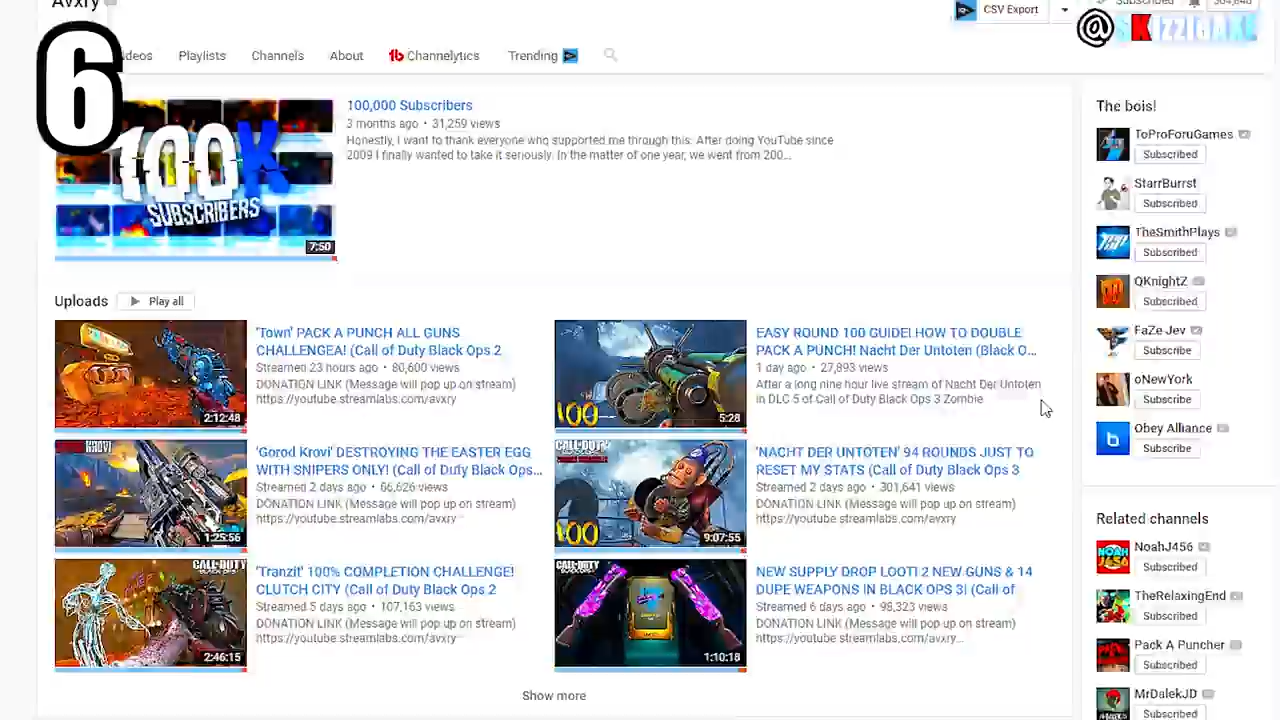 Avxry
CSV Export
Subscribed
6
Playlists
Channels
About
Channelytics
Trending
100K
SUBSCRIBERS
7:50
100,000 Subscribers
3 months ago • 31,259 views
Honestly, I want to thank everyone who supported me through this. After doing YouTube since
2009 I finally wanted to take it seriously. In the matter of one year, we went from 200...
Uploads
Play all
2:12:48
'Town' PACK A PUNCH ALL GUNS
CHALLENGEA! (Call of Duty Black Ops 2
Streamed 23 hours ago • 80,600 views
DONATION LINK (Message will pop up on stream)
https://youtube.streamlabs.com/avxry
100
5:28
EASY ROUND 100 GUIDE! HOW TO DOUBLE
PACK A PUNCH! Nacht Der Untoten (Black O...
1 day ago • 27,893 views
After a long nine hour live stream of Nacht Der Untoten
in DLC 5 of Call of Duty Black Ops 3 Zombie
1:25:56
'Gorod Krovi' DESTROYING THE EASTER EGG
WITH SNIPERS ONLY! (Call of Duty Black Ops...
Streamed 2 days ago • 66,626 views
DONATION LINK (Message will pop up on stream)
https://youtube.streamlabs.com/avxry
100
9:07:55
'NACHT DER UNTOTEN' 94 ROUNDS JUST TO
RESET MY STATS (Call of Duty Black Ops 3
Streamed 2 days ago • 301,641 views
DONATION LINK (Message will pop up on stream)
https://youtube.streamlabs.com/avxry
CALL OF DUTY
2:46:15
'Tranzit' 100% COMPLETION CHALLENGE!
CLUTCH CITY (Call of Duty Black Ops 2
Streamed 5 days ago • 107,163 views
DONATION LINK (Message will pop up on stream)
https://youtube.streamlabs.com/avxry
CALL OF DUTY
1:10:18
NEW SUPPLY DROP LOOT! 2 NEW GUNS & 14
DUPE WEAPONS IN BLACK OPS 3! (Call of
Streamed 6 days ago • 98,323 views
DONATION LINK (Message will pop up on stream)
https://youtube.streamlabs.com/avxry...
Show more
The bois!
ToProForuGames
Subscribed
StarrBurrst
Subscribed
TheSmithPlays
Subscribed
QKnightZ
Subscribed
FaZe Jev
Subscribe
oNewYork
Subscribe
Obey Alliance
Subscribe
Related channels
NoahJ456
Subscribed
TheRelaxingEnd
Subscribed
Pack A Puncher
Subscribed
MrDalekJD
Subscribed